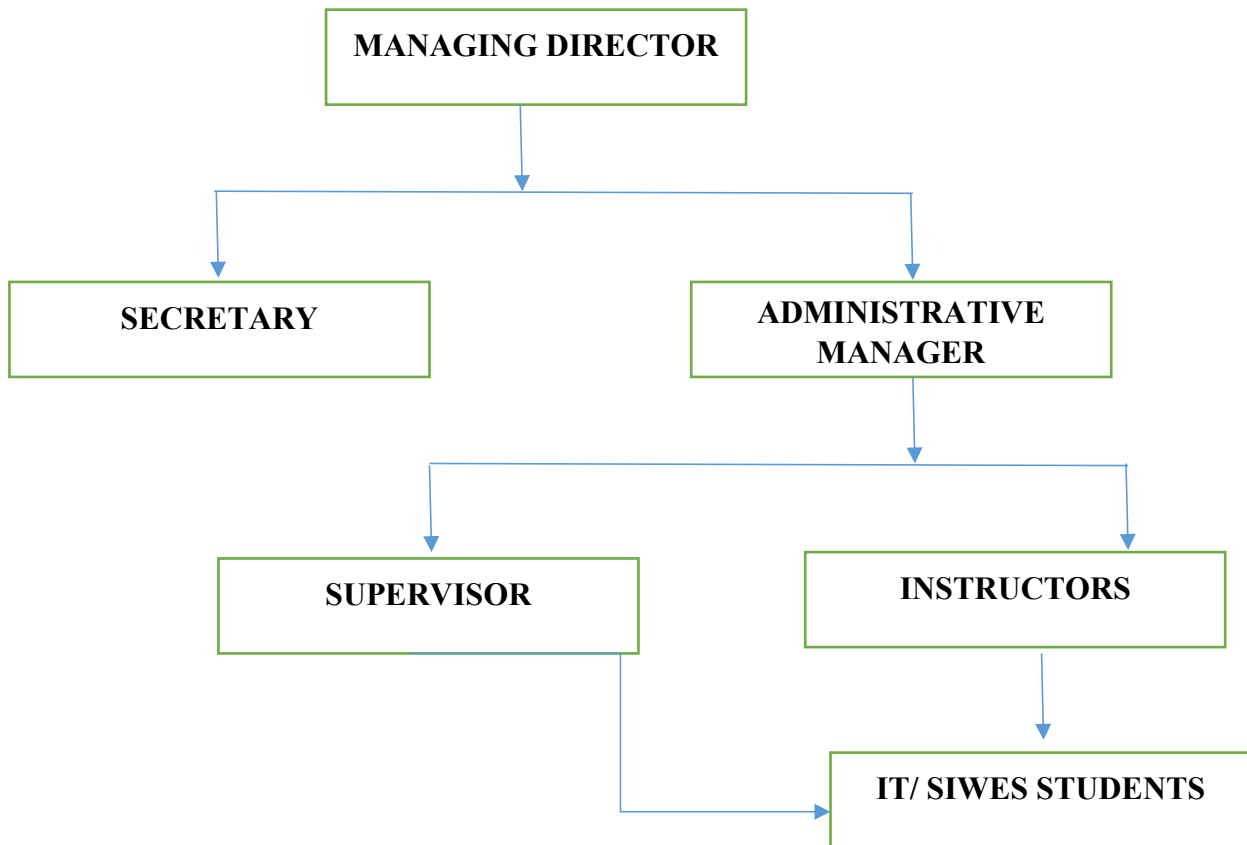 MANAGING DIRECTOR
SECRETARY
ADMINISTRATIVE
MANAGER
SUPERVISOR
INSTRUCTORS
IT/ SIWES STUDENTS